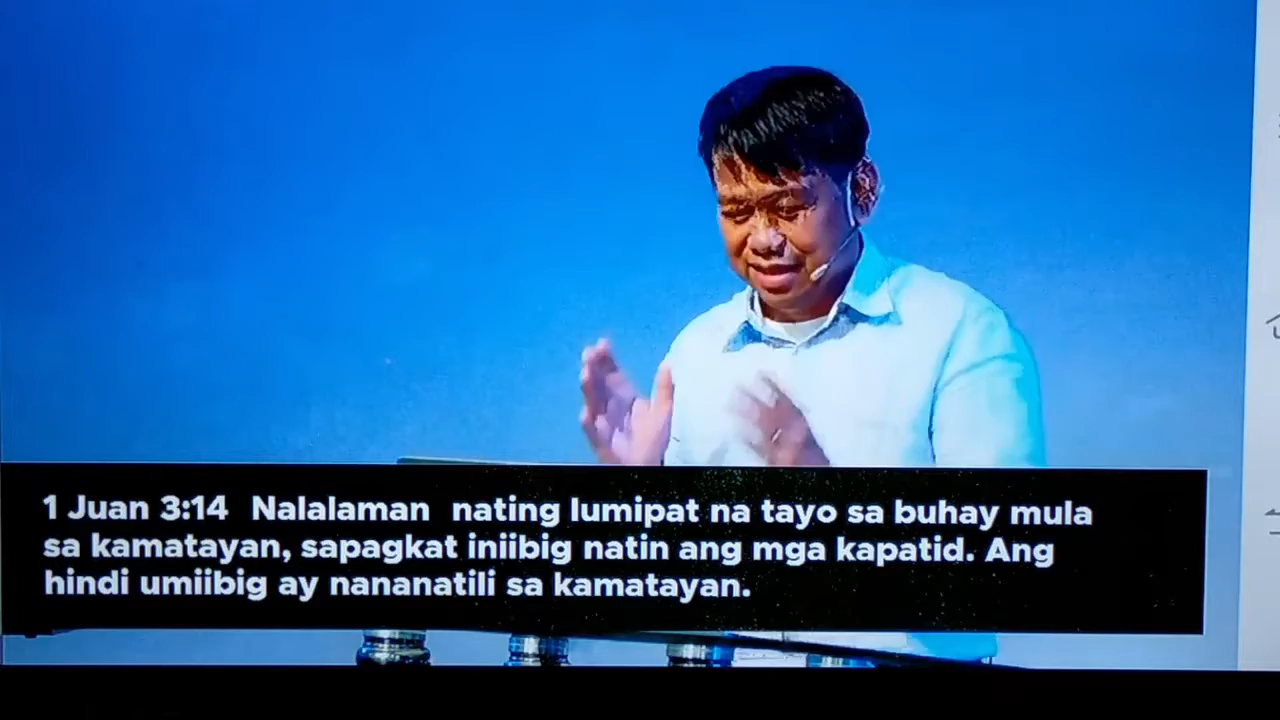 1 Juan 3:14 Nalalaman nating lumipat na tayo sa buhay mula
sa kamatayan, sapagkat iniibig natin ang mga kapatid. Ang
hindi umiibig ay nananatili sa kamatayan.